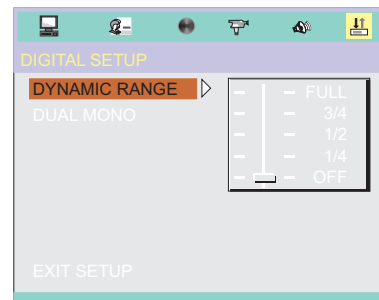 DIGITAL SETUP
DYNAMIC RANGE
DUAL MONO
FULL
3/4
1/2
1/4
OFF
EXIT SETUP